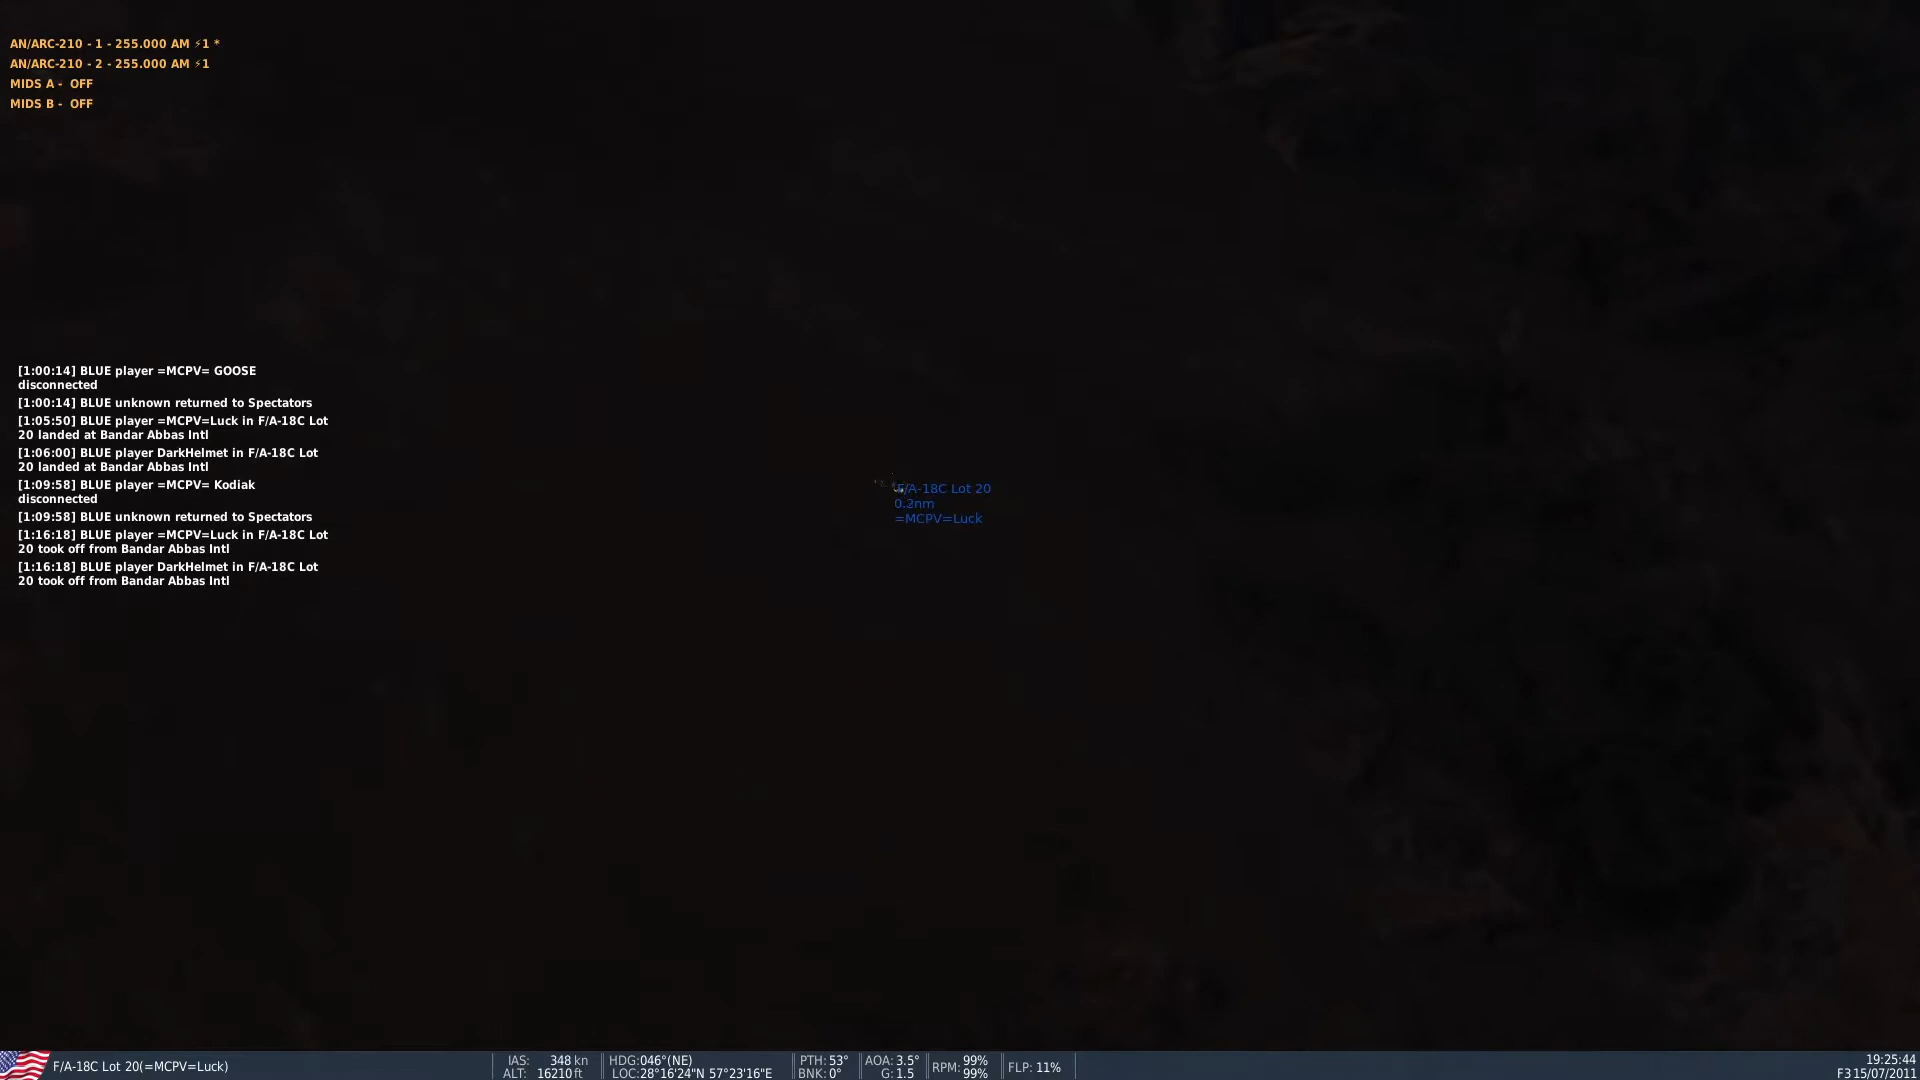 AN/ARC-210 - 1 - 255.000 AM ⚡1 *
AN/ARC-210 - 2 - 255.000 AM ⚡1
MIDS A - OFF
MIDS B - OFF
[1:00:14] BLUE player =MCPV= GOOSE
disconnected
[1:00:14] BLUE unknown returned to Spectators
[1:05:50] BLUE player =MCPV=Luck in F/A-18C Lot
20 landed at Bandar Abbas Intl
[1:06:00] BLUE player DarkHelmet in F/A-18C Lot
20 landed at Bandar Abbas Intl
[1:09:58] BLUE player =MCPV= Kodiak
disconnected
[1:09:58] BLUE unknown returned to Spectators
[1:16:18] BLUE player =MCPV=Luck in F/A-18C Lot
20 took off from Bandar Abbas Intl
[1:16:18] BLUE player DarkHelmet in F/A-18C Lot
20 took off from Bandar Abbas Intl
F/A-18C Lot 20
0.2nm
=MCPV=Luck
F/A-18C Lot 20(=MCPV=Luck)
IAS: 348 kn
ALT: 16210 ft
HDG:046°(NE)
LOC:28°16'24"N 57°23'16"E
PTH: 53°
BNK: 0°
AOA: 3.5°
G: 1.5
RPM: 99%
99%
FLP: 11%
19:25:44
F3 15/07/2011